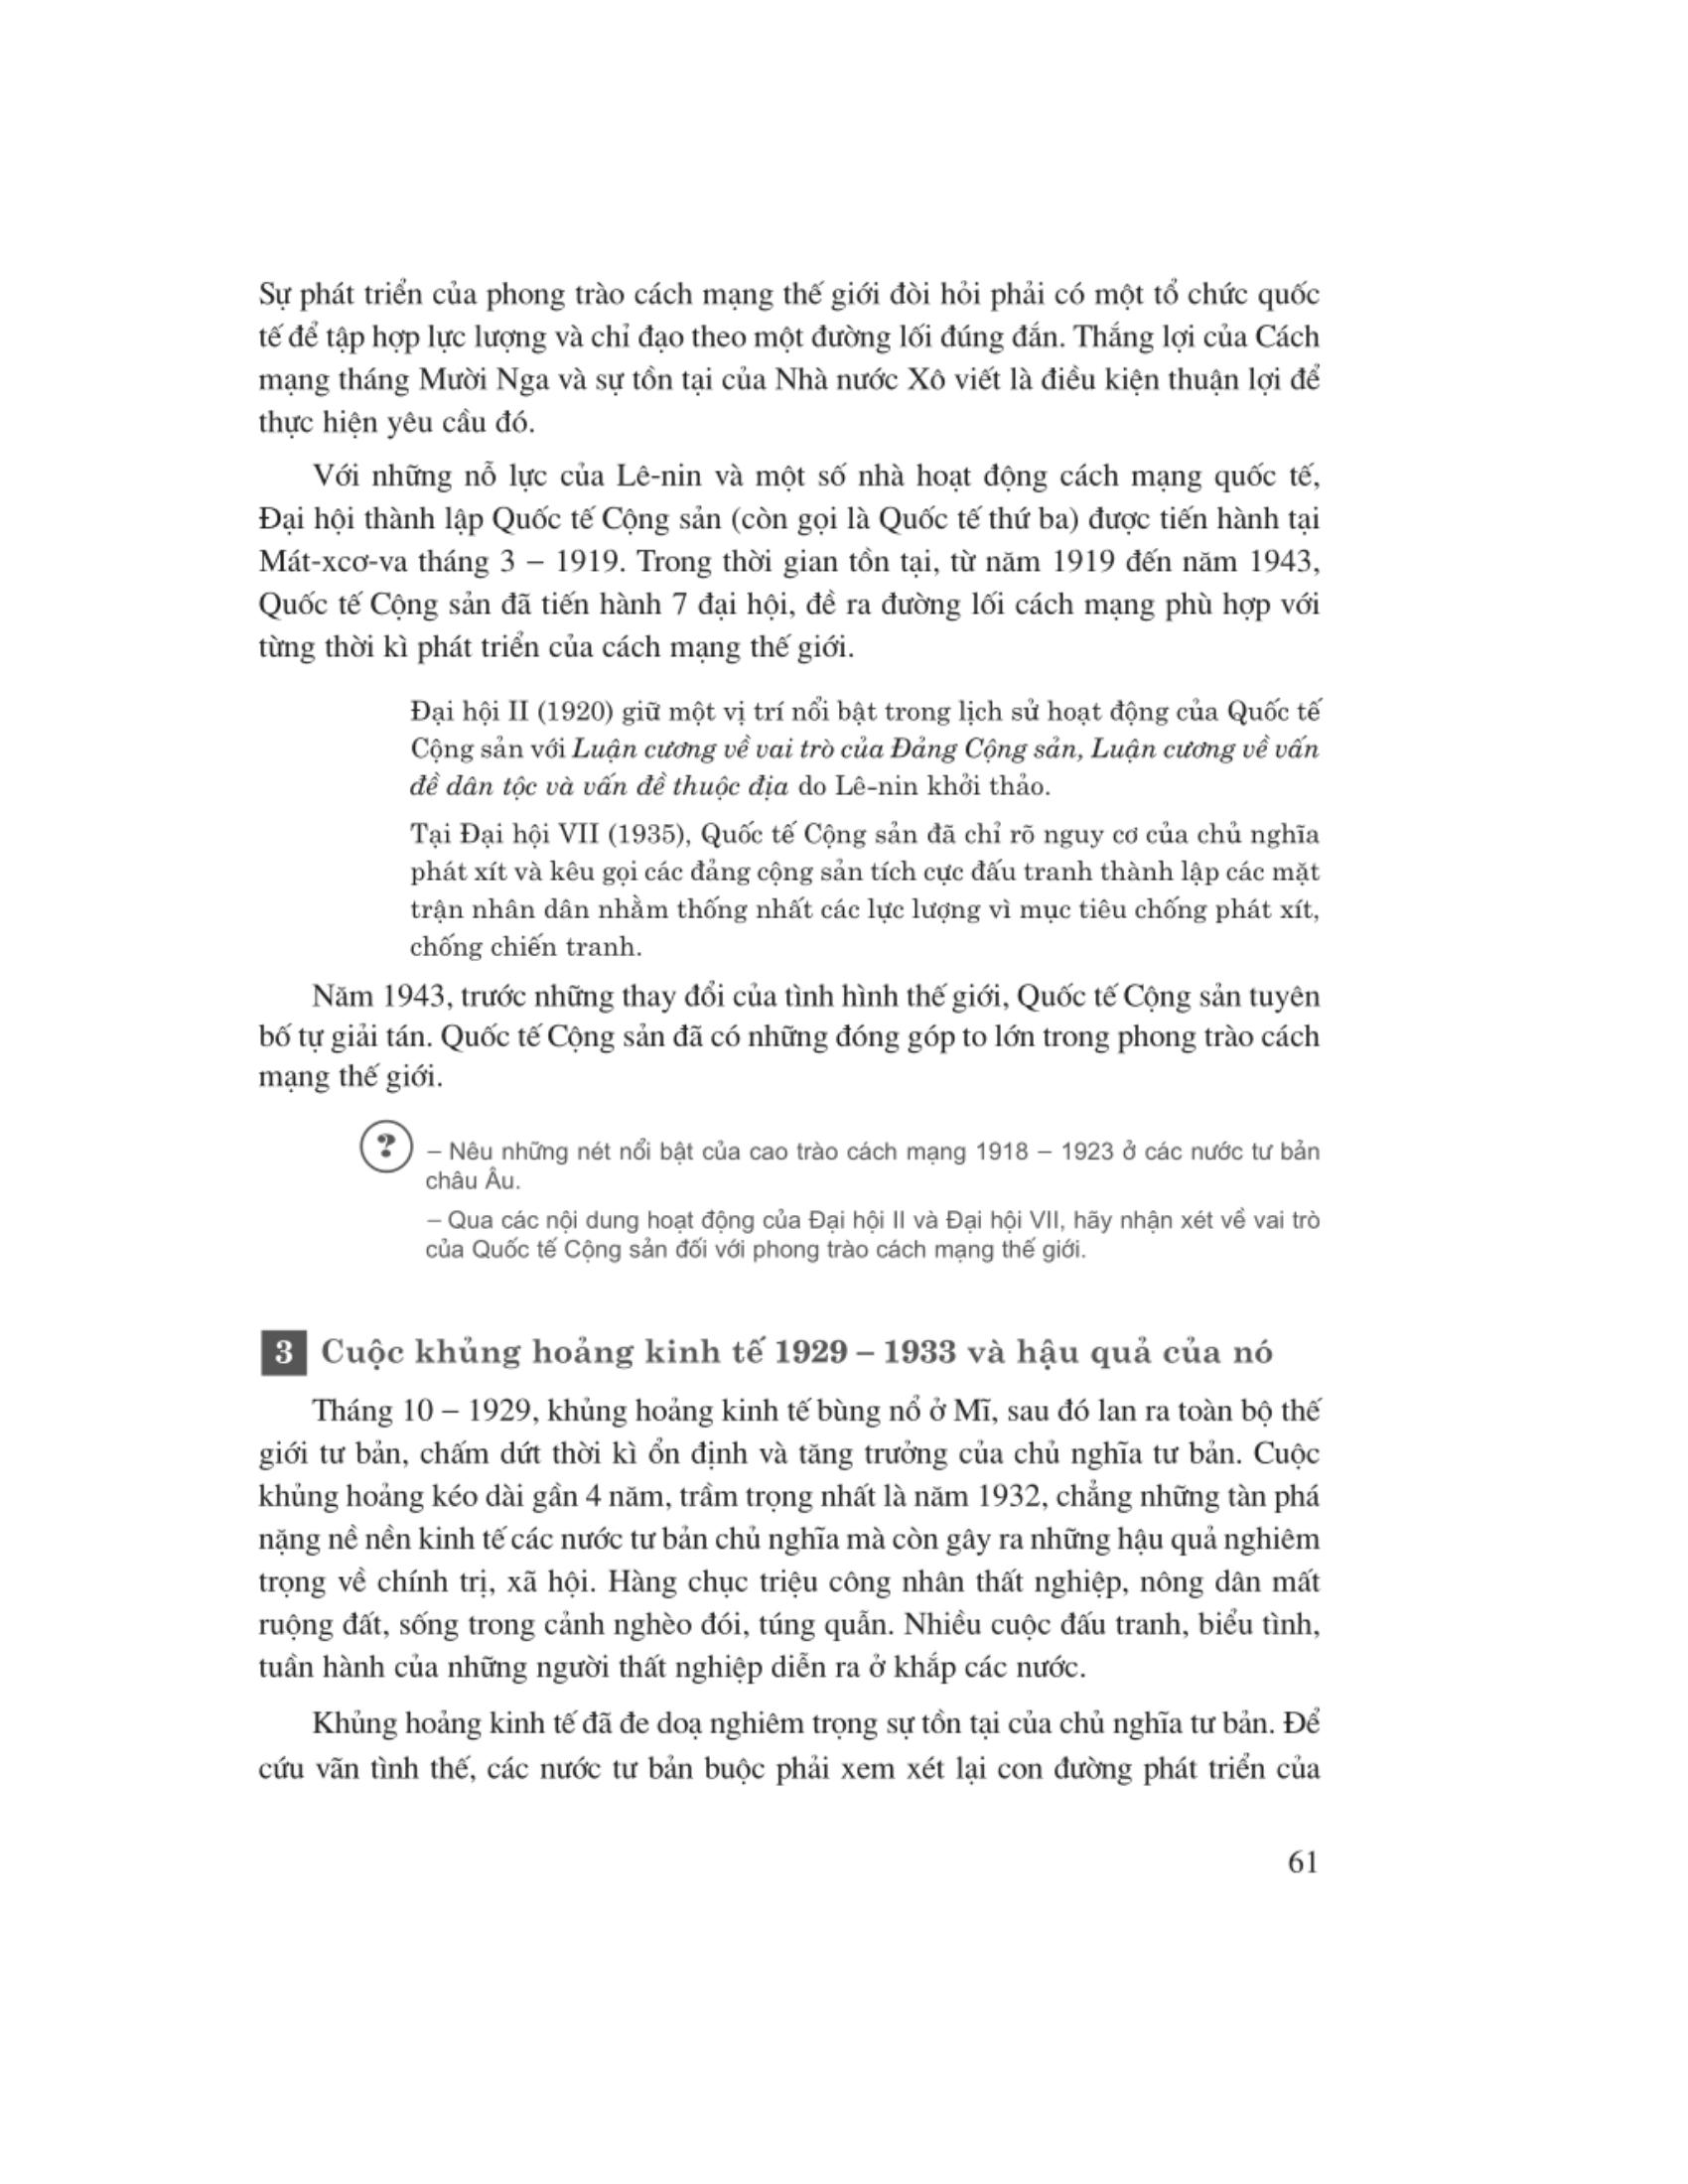 Sự phát triển của phong trào cách mạng thế giới đòi hỏi phải có một tổ chức quốc
tế để tập hợp lực lượng và chỉ đạo theo một đường lối đúng đắn. Thắng lợi của Cách
mạng tháng Mười Nga và sự tồn tại của Nhà nước Xô viết là điều kiện thuận lợi để
thực hiện yêu cầu đó.
Với những nỗ lực của Lê-nin và một số nhà hoạt động cách mạng quốc tế,
Đại hội thành lập Quốc tế Cộng sản (còn gọi là Quốc tế thứ ba) được tiến hành tại
Mát-xcơ-va tháng 3 – 1919. Trong thời gian tồn tại, từ năm 1919 đến năm 1943,
Quốc tế Cộng sản đã tiến hành 7 đại hội, đề ra đường lối cách mạng phù hợp với
từng thời kì phát triển của cách mạng thế giới.
Đại hội II (1920) giữ một vị trí nổi bật trong lịch sử hoạt động của Quốc tế
Cộng sản với Luận cương về vai trò của Đảng Cộng sản, Luận cương về vấn
đề dân tộc và vấn đề thuộc địa do Lê-nin khởi thảo.
Tại Đại hội VII (1935), Quốc tế Cộng sản đã chỉ rõ nguy cơ của chủ nghĩa
phát xít và kêu gọi các đảng cộng sản tích cực đấu tranh thành lập các mặt
trận nhân dân nhằm thống nhất các lực lượng vì mục tiêu chống phát xít,
chống chiến tranh.
Năm 1943, trước những thay đổi của tình hình thế giới, Quốc tế Cộng sản tuyên
bố tự giải tán. Quốc tế Cộng sản đã có những đóng góp to lớn trong phong trào cách
mạng thế giới.
? – Nêu những nét nổi bật của cao trào cách mạng 1918 – 1923 ở các nước tư bản
châu Âu.
– Qua các nội dung hoạt động của Đại hội II và Đại hội VII, hãy nhận xét về vai trò
của Quốc tế Cộng sản đối với phong trào cách mạng thế giới.
3 Cuộc khủng hoảng kinh tế 1929 – 1933 và hậu quả của nó
Tháng 10 – 1929, khủng hoảng kinh tế bùng nổ ở Mĩ, sau đó lan ra toàn bộ thế
giới tư bản, chấm dứt thời kì ổn định và tăng trưởng của chủ nghĩa tư bản. Cuộc
khủng hoảng kéo dài gần 4 năm, trầm trọng nhất là năm 1932, chẳng những tàn phá
nặng nề nền kinh tế các nước tư bản chủ nghĩa mà còn gây ra những hậu quả nghiêm
trọng về chính trị, xã hội. Hàng chục triệu công nhân thất nghiệp, nông dân mất
ruộng đất, sống trong cảnh nghèo đói, túng quẫn. Nhiều cuộc đấu tranh, biểu tình,
tuần hành của những người thất nghiệp diễn ra ở khắp các nước.
Khủng hoảng kinh tế đã đe doạ nghiêm trọng sự tồn tại của chủ nghĩa tư bản. Để
cứu vãn tình thế, các nước tư bản buộc phải xem xét lại con đường phát triển của
61